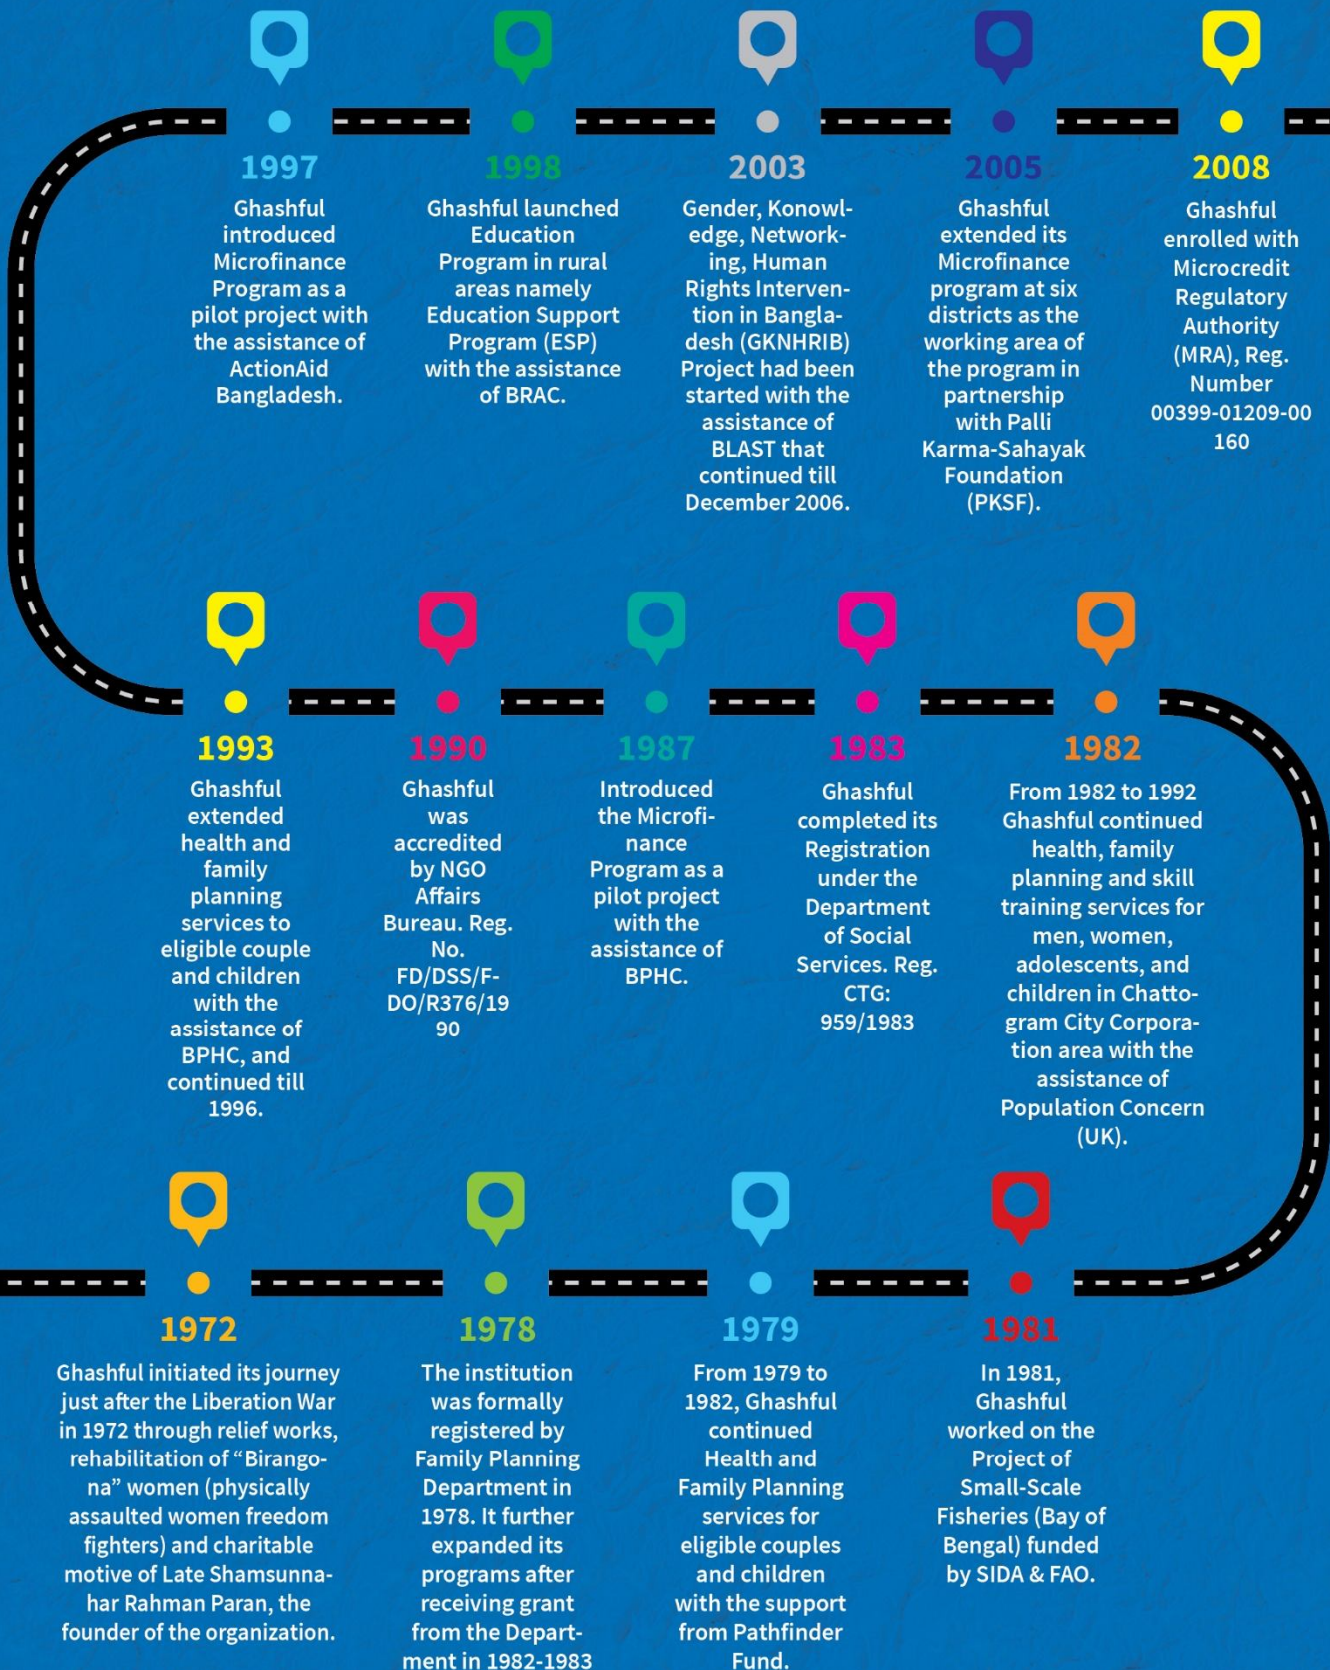 1997
Ghashful
introduced
Microfinance
Program as a
pilot project with
the assistance of
ActionAid
Bangladesh.
1998
Ghashful launched
Education
Program in rural
areas namely
Education Support
Program (ESP)
with the assistance
of BRAC.
2003
Gender, Konowl-
edge, Network-
ing, Human
Rights Interven-
tion in Bangla-
desh (GKNHRIB)
Project had been
started with the
assistance of
BLAST that
continued till
December 2006.
2005
Ghashful
extended its
Microfinance
program at six
districts as the
working area of
the program in
partnership
with Palli
Karma-Sahayak
Foundation
(PKSF).
2008
Ghashful
enrolled with
Microcredit
Regulatory
Authority
(MRA), Reg.
Number
00399-01209-00
160
1993
Ghashful
extended
health and
family
planning
services to
eligible couple
and children
with the
assistance of
BPHC, and
continued till
1996.
1990
Ghashful
was
accredited
by NGO
Affairs
Bureau. Reg.
No.
FD/DSS/F-
DO/R376/19
90
1987
Introduced
the Microfi-
nance
Program as a
pilot project
with the
assistance of
BPHC.
1983
Ghashful
completed its
Registration
under the
Department
of Social
Services. Reg.
CTG:
959/1983
1982
From 1982 to 1992
Ghashful continued
health, family
planning and skill
training services for
men, women,
adolescents, and
children in Chatto-
gram City Corpora-
tion area with the
assistance of
Population Concern
(UK).
1972
Ghashful initiated its journey
just after the Liberation War
in 1972 through relief works,
rehabilitation of “Birango-
na” women (physically
assaulted women freedom
fighters) and charitable
motive of Late Shamsunna-
har Rahman Paran, the
founder of the organization.
1978
The institution
was formally
registered by
Family Planning
Department in
1978. It further
expanded its
programs after
receiving grant
from the Depart-
ment in 1982-1983
1979
From 1979 to
1982, Ghashful
continued
Health and
Family Planning
services for
eligible couples
and children
with the support
from Pathfinder
Fund.
1981
In 1981,
Ghashful
worked on the
Project of
Small-Scale
Fisheries (Bay of
Bengal) funded
by SIDA & FAO.